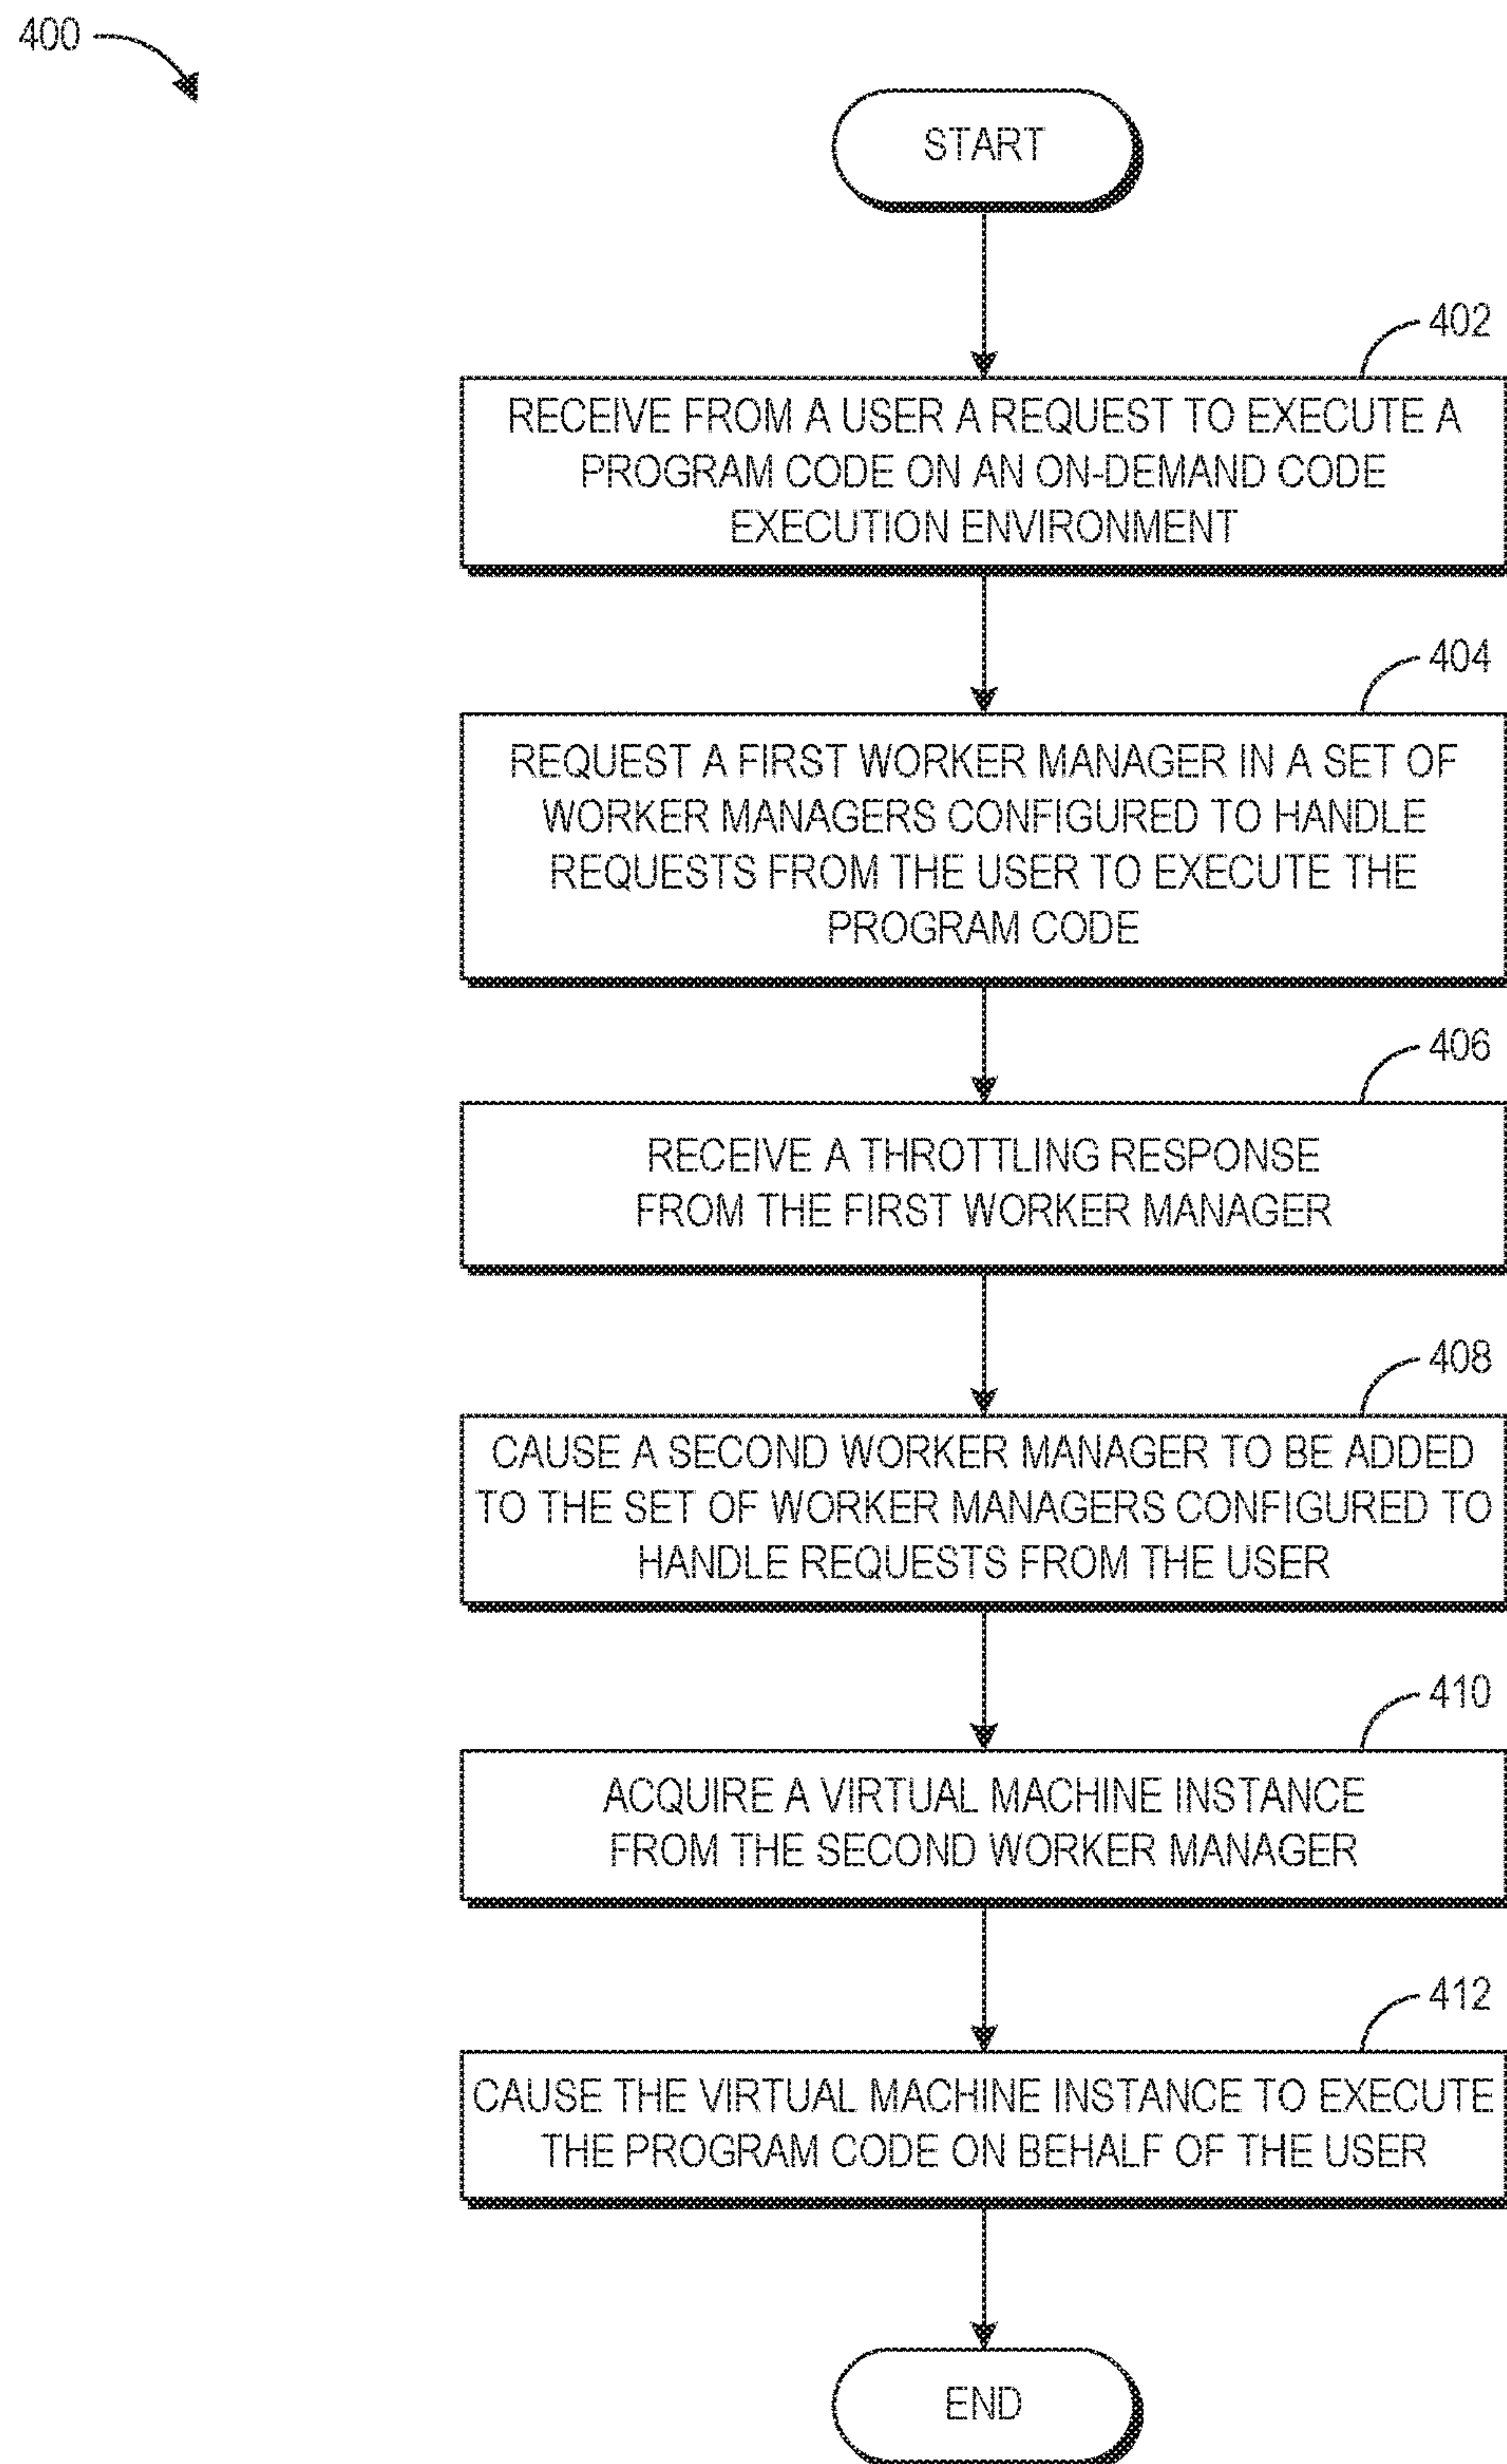 400
START
402
RECEIVE FROM A USER A REQUEST TO EXECUTE A
PROGRAM CODE ON AN ON-DEMAND CODE
EXECUTION ENVIRONMENT
404
REQUEST A FIRST WORKER MANAGER IN A SET OF
WORKER MANAGERS CONFIGURED TO HANDLE
REQUESTS FROM THE USER TO EXECUTE THE
PROGRAM CODE
406
RECEIVE A THROTTLING RESPONSE
FROM THE FIRST WORKER MANAGER
408
CAUSE A SECOND WORKER MANAGER TO BE ADDED
TO THE SET OF WORKER MANAGERS CONFIGURED TO
HANDLE REQUESTS FROM THE USER
410
ACQUIRE A VIRTUAL MACHINE INSTANCE
FROM THE SECOND WORKER MANAGER
412
CAUSE THE VIRTUAL MACHINE INSTANCE TO EXECUTE
THE PROGRAM CODE ON BEHALF OF THE USER
END